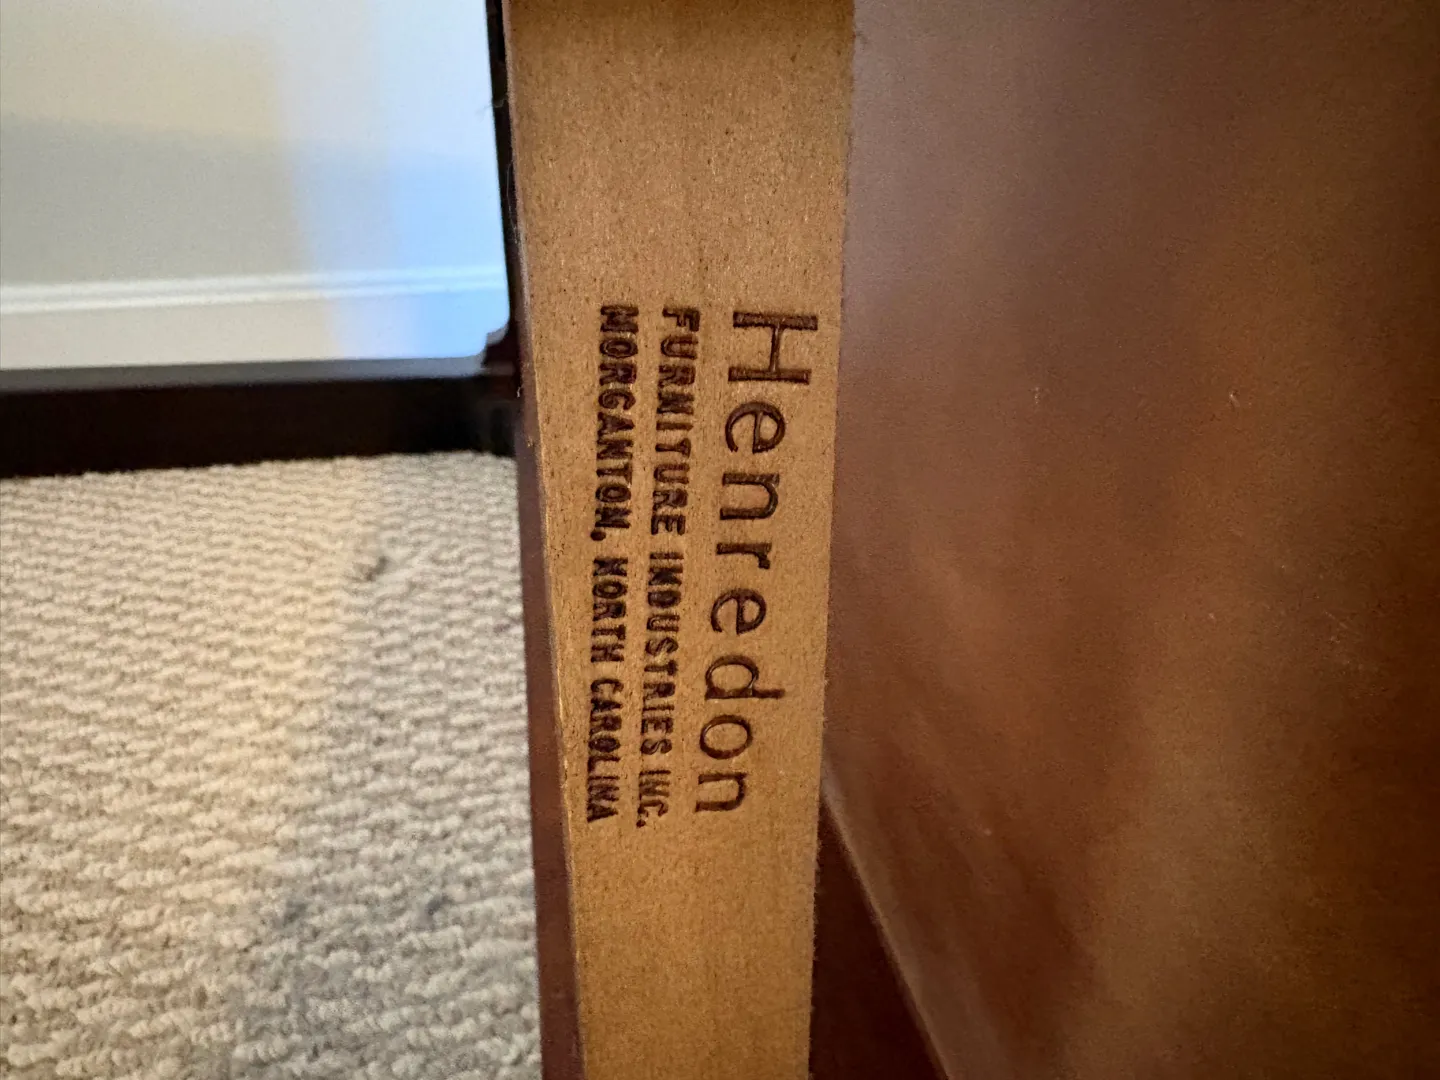 Henredon
FURNITURE INDUSTRIES INC.
MORGANTON, NORTH CAROLINA